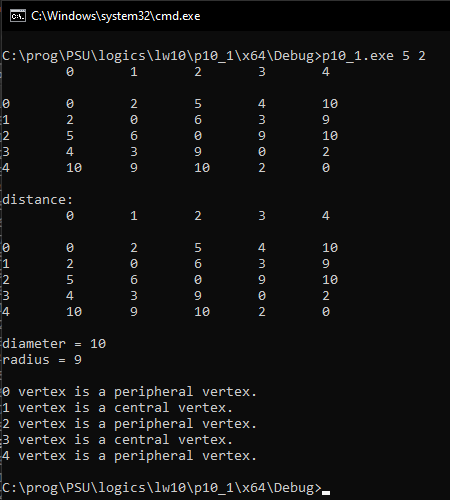 C:\Windows\system32\cmd.exe
C:\prog\PSU\logics\lw10\p10_1\x64\Debug>p10_1.exe 5 2
0 1 2 3 4
0 0 2 5 4 10
1 2 0 6 3 9
2 5 6 0 9 10
3 4 3 9 0 2
4 10 9 10 2 0
distance:
0 1 2 3 4
0 0 2 5 4 10
1 2 0 6 3 9
2 5 6 0 9 10
3 4 3 9 0 2
4 10 9 10 2 0
diameter = 10
radius = 9
0 vertex is a peripheral vertex.
1 vertex is a central vertex.
2 vertex is a peripheral vertex.
3 vertex is a central vertex.
4 vertex is a peripheral vertex.
C:\prog\PSU\logics\lw10\p10_1\x64\Debug>